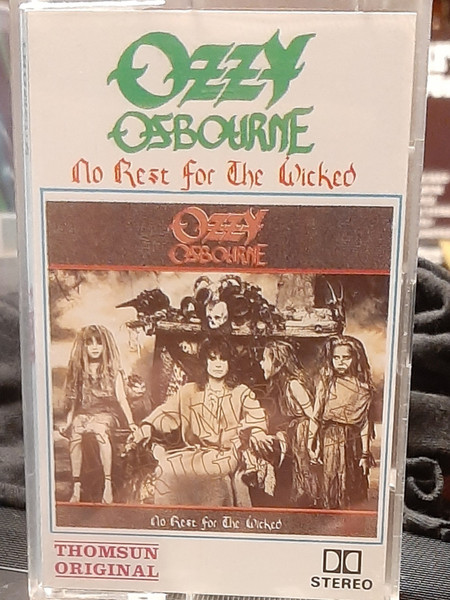 OZZY
OSBOURNE
No Rest for The Wicked
OZZY
OSBOURNE
No Rest for The Wicked
THOMSUN
ORIGINAL
STEREO